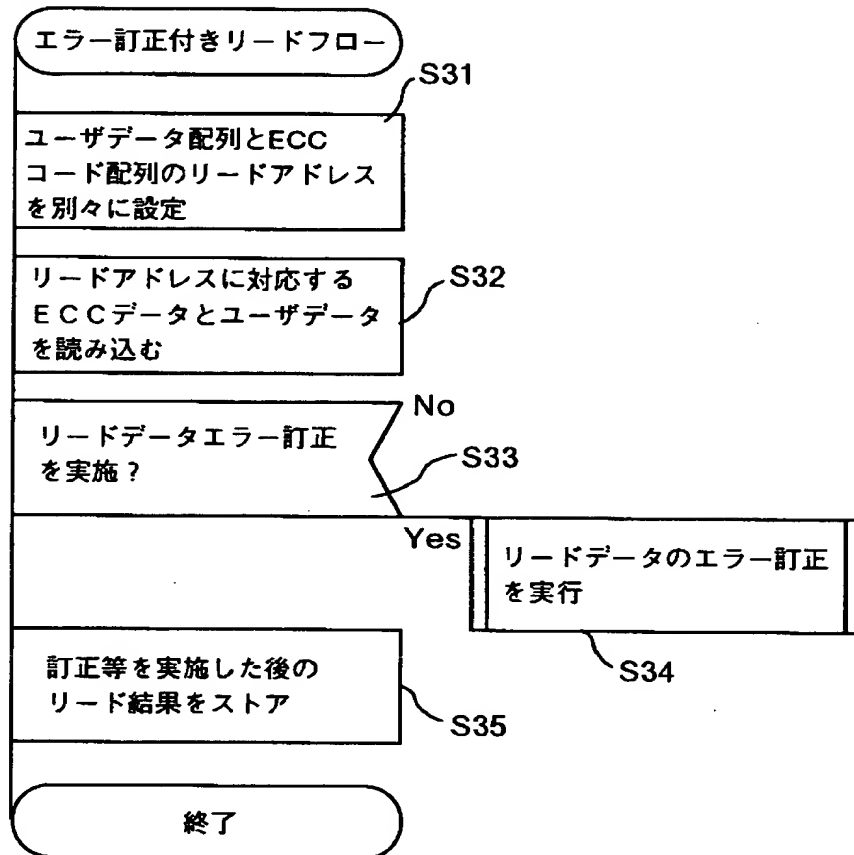 エラー訂正付きリードフロー
S31
ユーザデータ配列とECC
コード配列のリードアドレス
を別々に設定
リードアドレスに対応する
S32
ECCデータとユーザデータ
を読み込む
No
リードデータエラー訂正
を実施?
S33
Yes
リードデータのエラー訂正
を実行
S34
訂正等を実施した後の
リード結果をストア
S35
終了